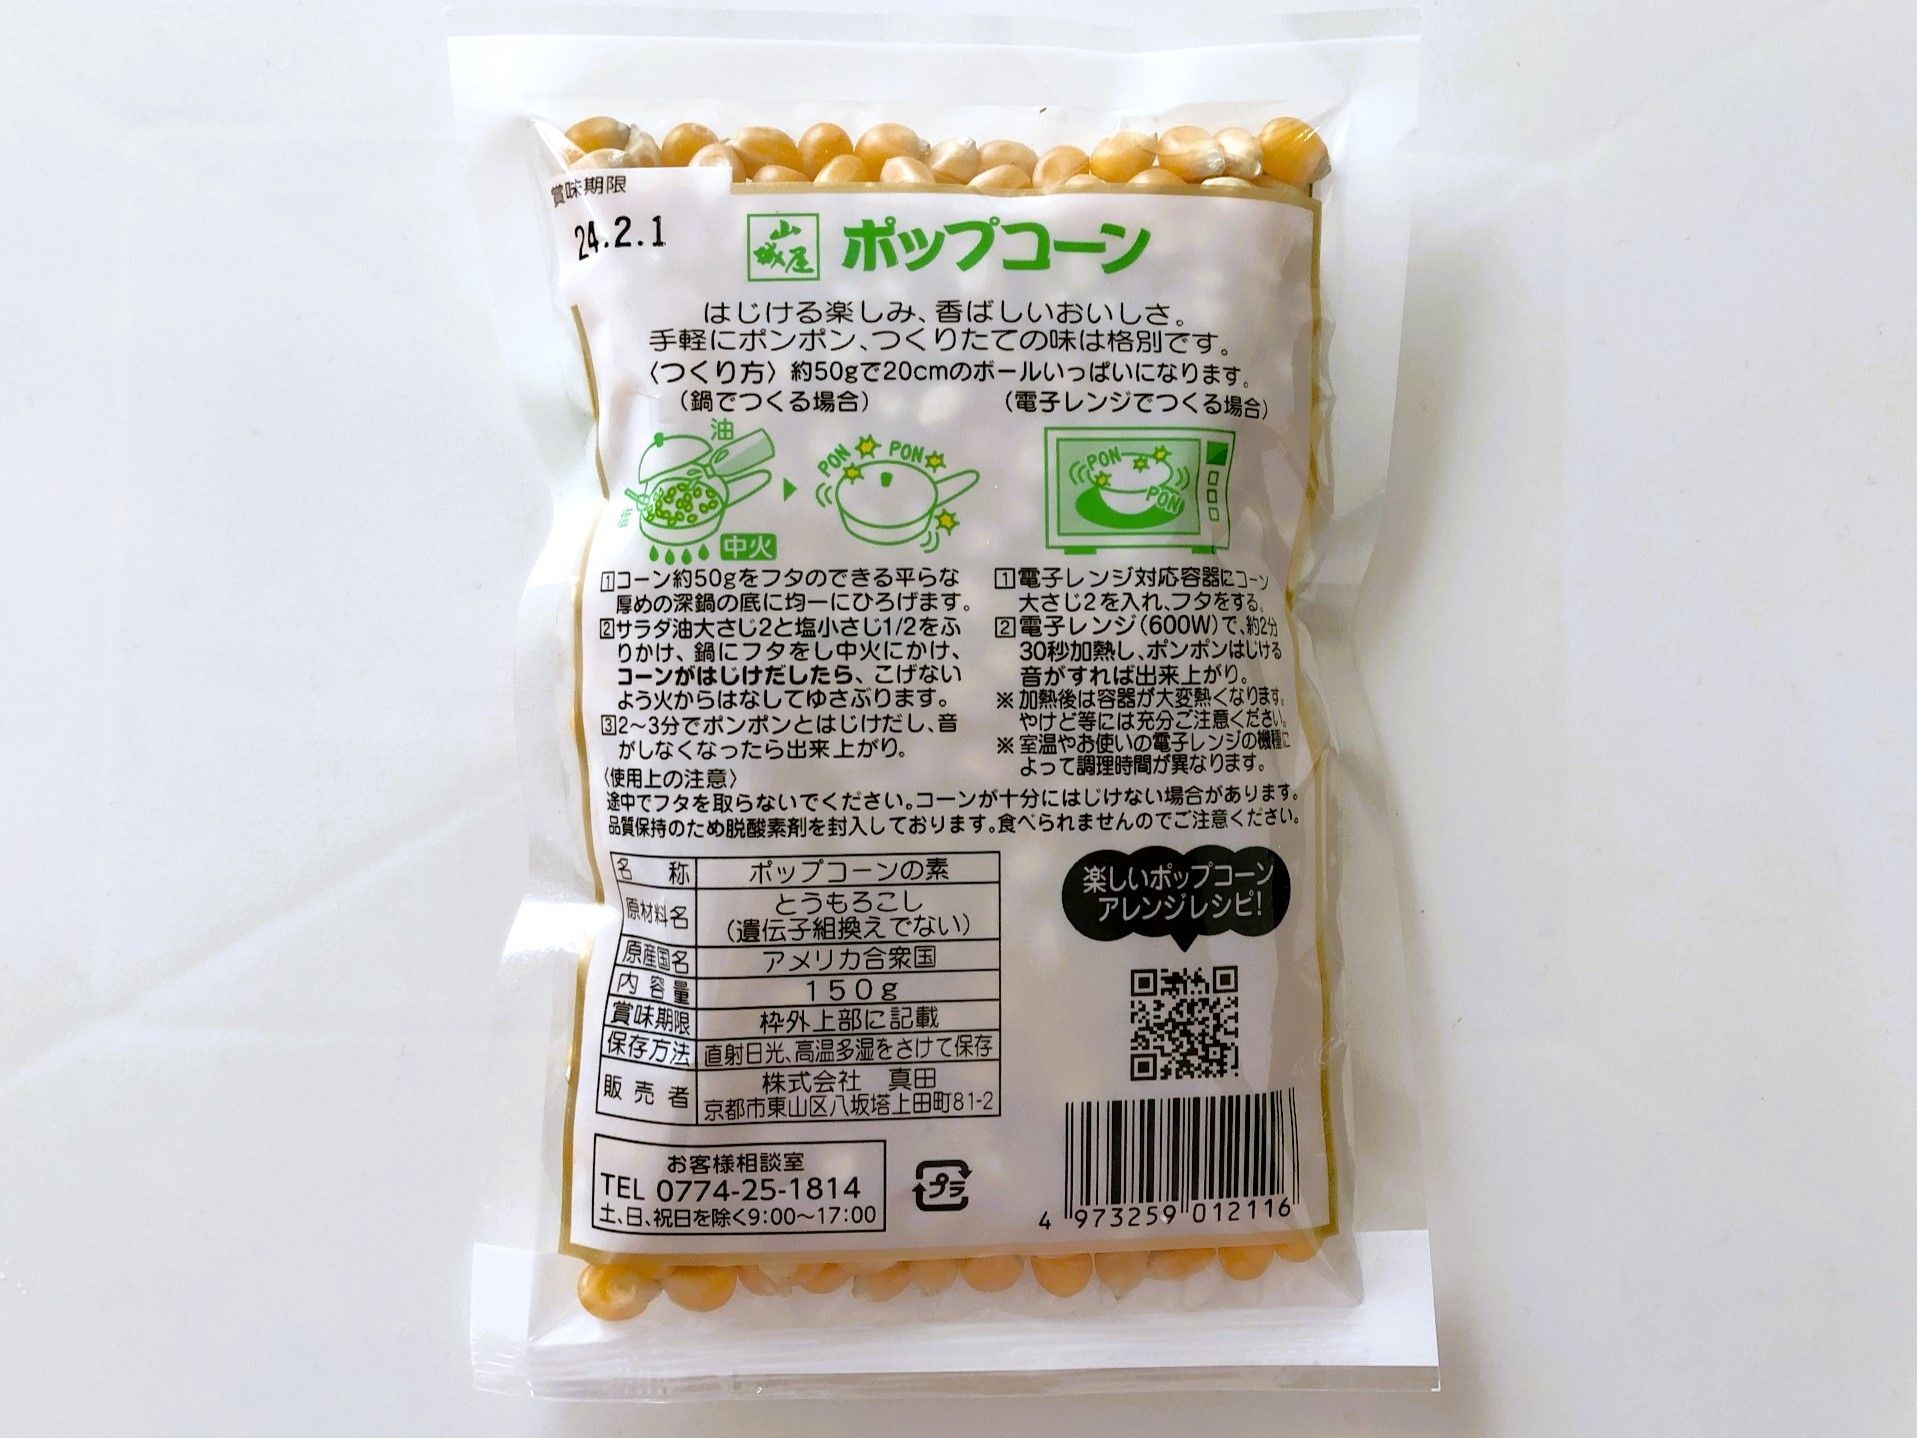 賞味期限
24.2.1
山城屋
ポップコーン
はじける楽しみ、香ばしいおいしさ。
手軽にポンポン、つくりたての味は格別です。
〈つくり方〉約50gで20cmのボールいっぱいになります。
(鍋でつくる場合)
油
中火
PON
PON
1コーン約50gをフタのできる平らな
厚めの深鍋の底に均一にひろげます。
2サラダ油大さじ2と塩小さじ1/2をふ
りかけ、鍋にフタをし中火にかけ、
コーンがはじけだしたら、こげない
よう火からはなしてゆさぶります。
3 2〜3分でポンポンとはじけだし、音
がしなくなったら出来上がり。
(電子レンジでつくる場合)
PON
PON
1電子レンジ対応容器にコーン
大さじ2を入れ、フタをする。
2電子レンジ(600W)で、約2分
30秒加熱し、ポンポンはじける
音がすれば出来上がり。
※加熱後は容器が大変熱くなります。
やけど等には充分ご注意ください。
※室温やお使いの電子レンジの機種に
よって調理時間が異なります。
〈使用上の注意〉
途中でフタを取らないでください。コーンが十分にはじけない場合があります。
品質保持のため脱酸素剤を封入しております。食べられませんのでご注意ください。
名称 ポップコーンの素
原材料名 とうもろこし
(遺伝子組換えでない)
原産国名 アメリカ合衆国
内容量 150g
賞味期限 枠外上部に記載
保存方法 直射日光、高温多湿をさけて保存
販売者 株式会社 真田
京都市東山区八坂塔上田町81-2
楽しいポップコーン
アレンジレシピ!
お客様相談室
TEL 0774-25-1814
土、日、祝日を除く9:00〜17:00
プラ
4 973259 012116